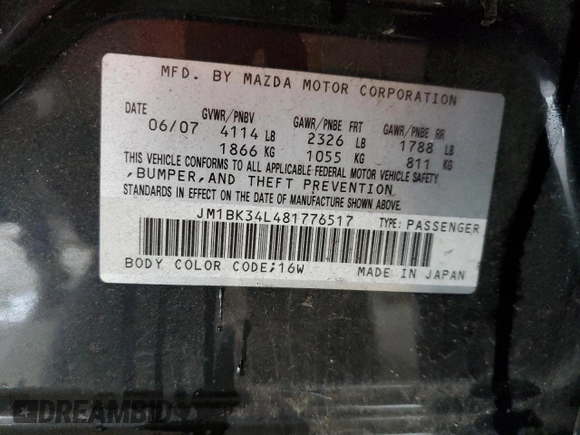 MFD. BY MAZDA MOTOR CORPORATION
DATE GVWR/PNBV GAWR/PNBE FRT GAWR/PNBE RR
06/07 4114 LB 2326 LB 1788 LB
1866 KG 1055 KG 811 KG
THIS VEHICLE CONFORMS TO ALL APPLICABLE FEDERAL MOTOR VEHICLE SAFETY
,BUMPER,AND THEFT PREVENTION
STANDARDS IN EFFECT ON THE DATE OF MANUFACTURE SHOWN ABOVE.
JM1BK34L481776517 TYPE: PASSENGER
BODY COLOR CODE;16W MADE IN JAPAN
DREAMBID